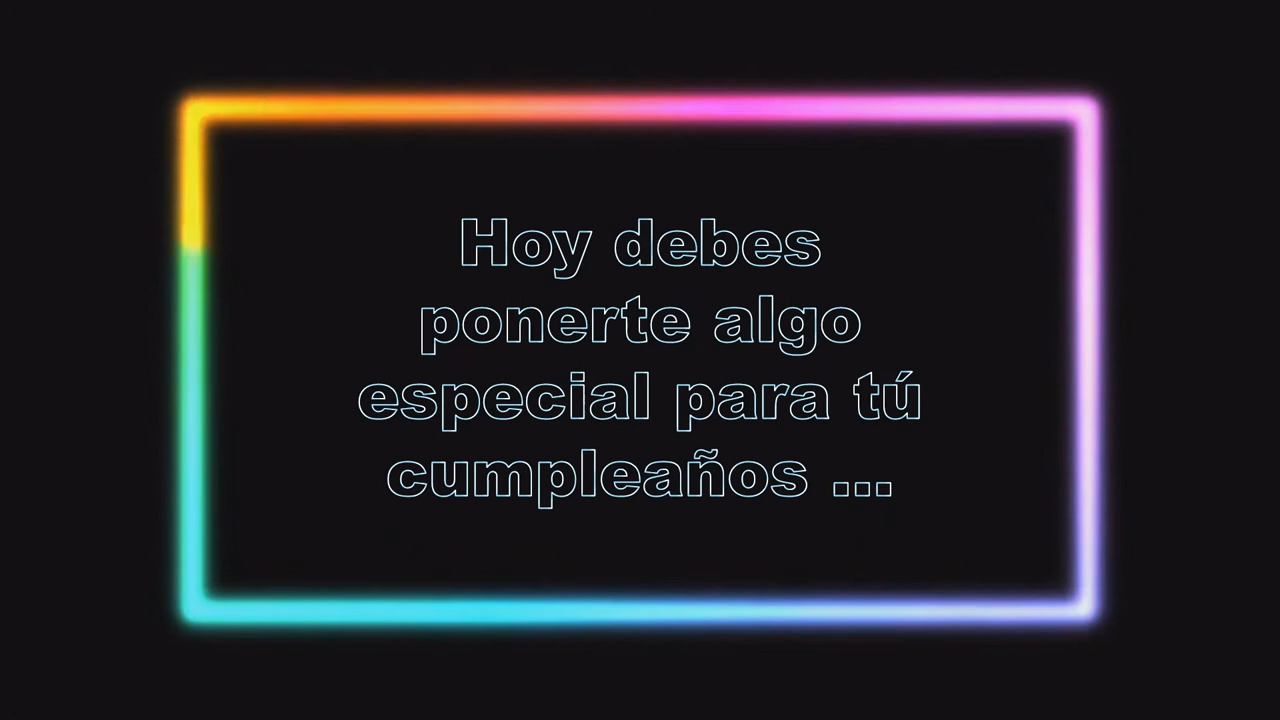 Hoy debes
ponerte algo
especial para tú
cumpleaños ...